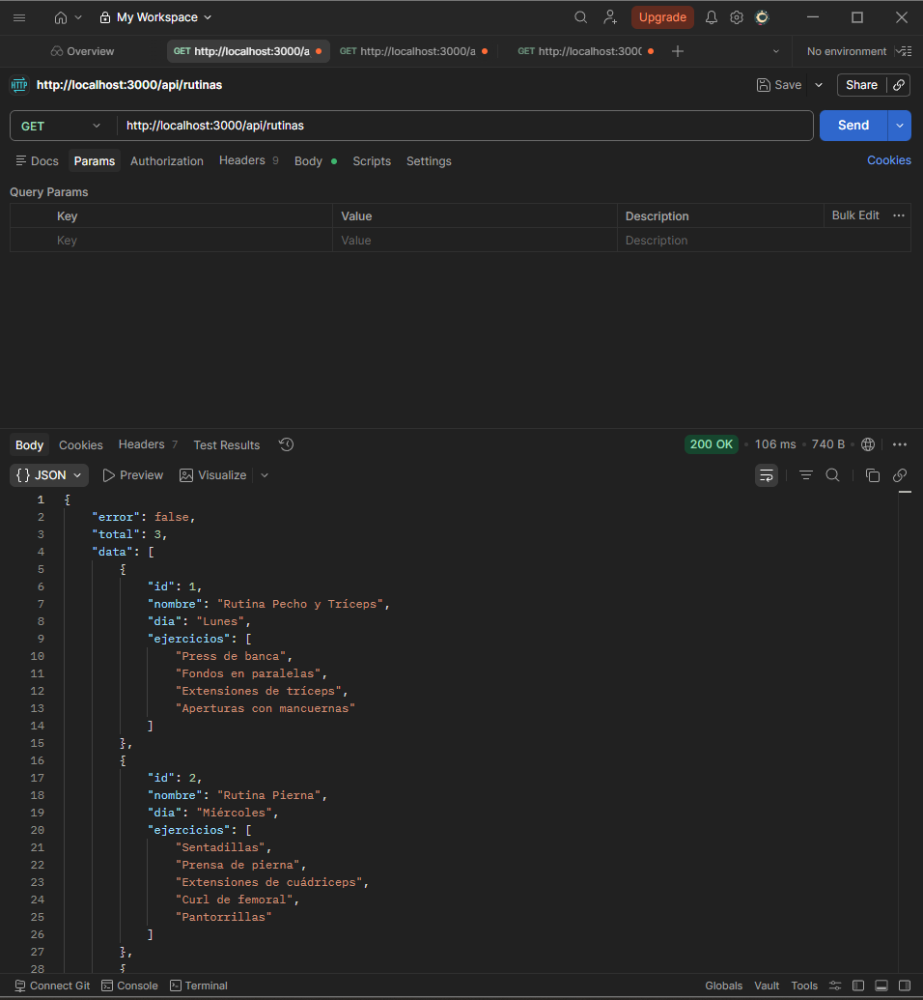 My Workspace Upgrade
Overview GET http://localhost:3000/a GET http://localhost:3000/a GET http://localhost:3000 No environment
HTTP http://localhost:3000/api/rutinas Save Share
GET http://localhost:3000/api/rutinas Send
Docs Params Authorization Headers 9 Body Scripts Settings Cookies
Query Params
Key Value Description Bulk Edit
Key Value Description
Body Cookies Headers 7 Test Results 200 OK 106 ms 740 B
{} JSON Preview Visualize
1 {
2 "error": false,
3 "total": 3,
4 "data": [
5 {
6 "id": 1,
7 "nombre": "Rutina Pecho y Tríceps",
8 "dia": "Lunes",
9 "ejercicios": [
10 "Press de banca",
11 "Fondos en paralelas",
12 "Extensiones de tríceps",
13 "Aperturas con mancuernas"
14 ]
15 },
16 {
17 "id": 2,
18 "nombre": "Rutina Pierna",
19 "dia": "Miércoles",
20 "ejercicios": [
21 "Sentadillas",
22 "Prensa de pierna",
23 "Extensiones de cuádriceps",
24 "Curl de femoral",
25 "Pantorrillas"
26 ]
27 },
28 {
Connect Git Console Terminal Globals Vault Tools